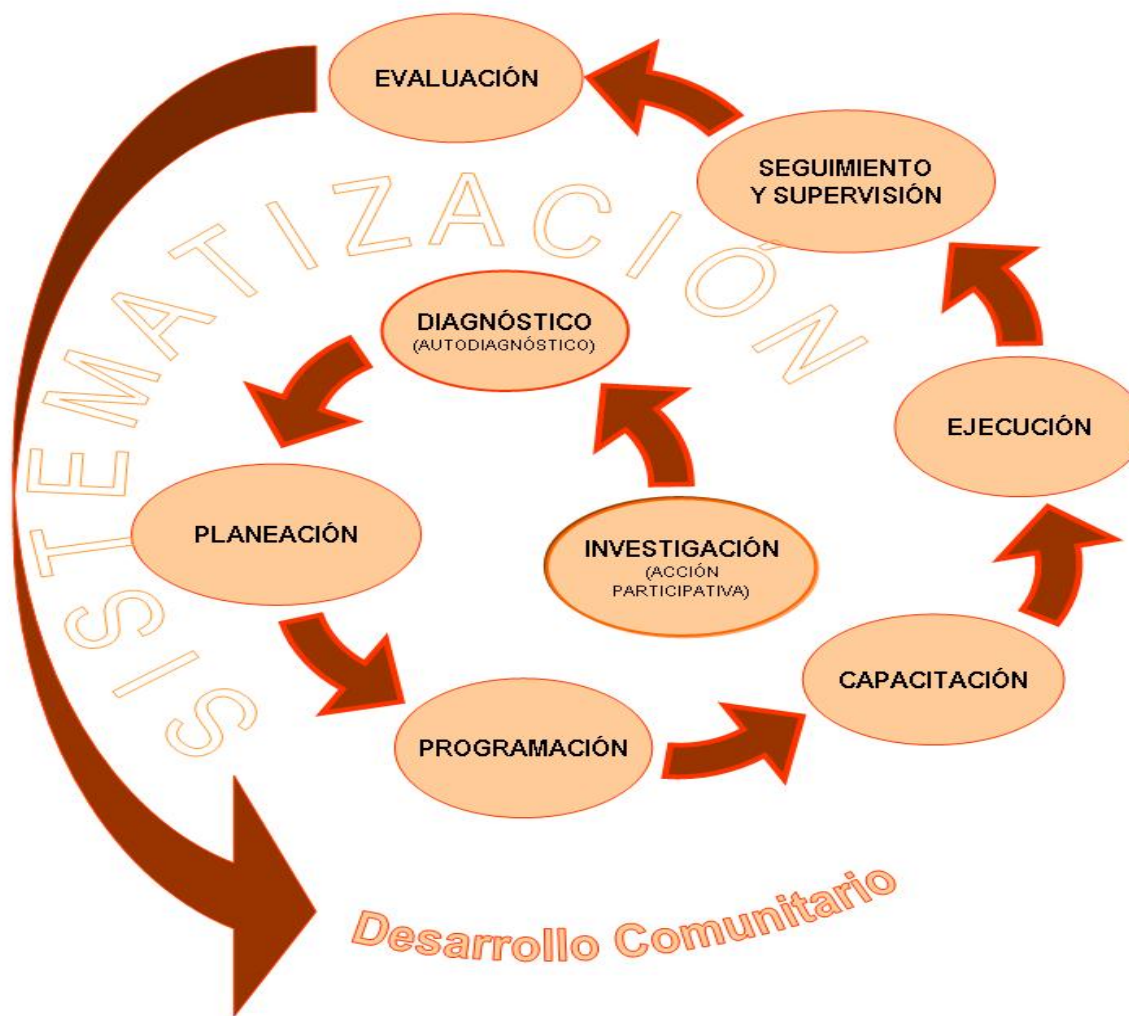 EVALUACIÓN
SEGUIMIENTO
Y SUPERVISIÓN
SISTEMATIZACIÓN
DIAGNÓSTICO
(AUTODIAGNÓSTICO)
EJECUCIÓN
PLANEACIÓN
INVESTIGACIÓN
(ACCIÓN
PARTICIPATIVA)
CAPACITACIÓN
PROGRAMACIÓN
Desarrollo Comunitario